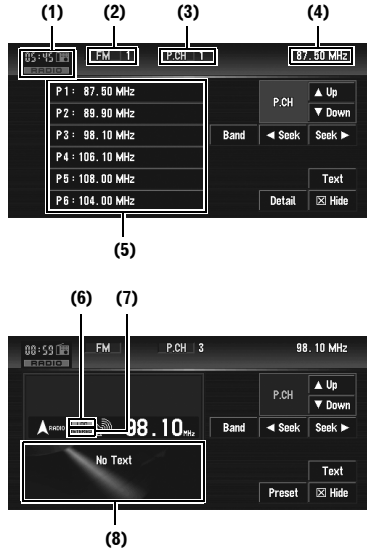 (1) (2) (3) (4)
05:45 FM 1 P.CH 1 87.50 MHz
RADIO
P1: 87.50 MHz
P2: 89.90 MHz
P3: 98.10 MHz
P4: 106.10 MHz
P5: 108.00 MHz
P6: 104.00 MHz
P.CH ▲ Up
▼ Down
Band ◄ Seek Seek ►
Text
Detail ☒ Hide
(5)
(6) (7)
00:59 FM P.CH 3 98.10 MHz
RADIO
P.CH ▲ Up
▼ Down
RADIO 98.10 MHz Band ◄ Seek Seek ►
No Text
Text
Preset ☒ Hide
(8)